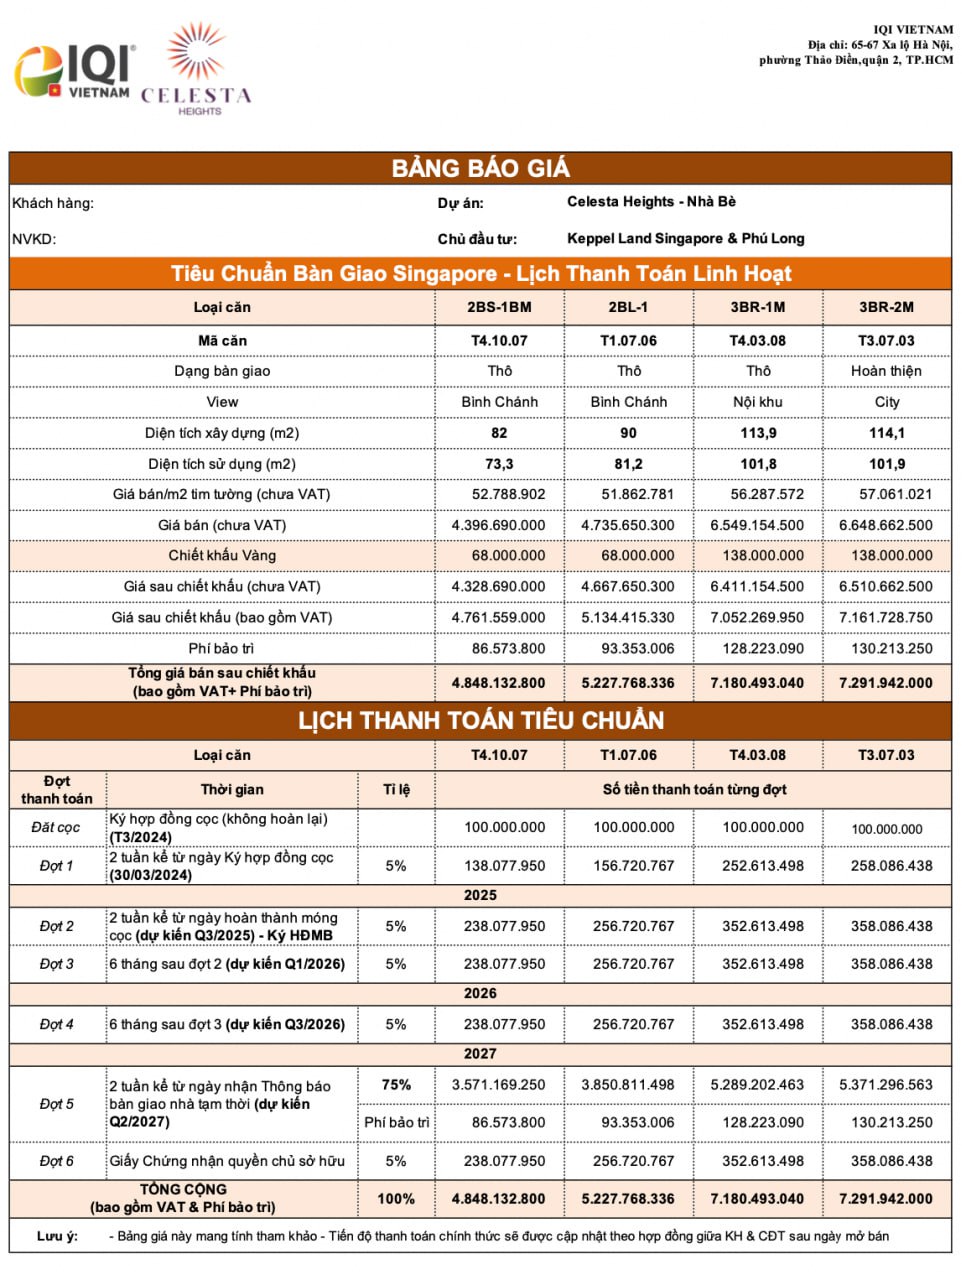 IQI®
VIETNAM
CELESTA
HEIGHTS
IQI VIETNAM
Địa chỉ: 65-67 Xa lộ Hà Nội,
phường Thảo Điền,quận 2, TP.HCM
BẢNG BÁO GIÁ
Khách hàng: Dự án: Celesta Heights - Nhà Bè
NVKD: Chủ đầu tư: Keppel Land Singapore & Phú Long
Tiêu Chuẩn Bàn Giao Singapore - Lịch Thanh Toán Linh Hoạt
Loại căn 2BS-1BM 2BL-1 3BR-1M 3BR-2M
Mã căn T4.10.07 T1.07.06 T4.03.08 T3.07.03
Dạng bàn giao Thô Thô Thô Hoàn thiện
View Bình Chánh Bình Chánh Nội khu City
Diện tích xây dựng (m2) 82 90 113,9 114,1
Diện tích sử dụng (m2) 73,3 81,2 101,8 101,9
Giá bán/m2 tim tường (chưa VAT) 52.788.902 51.862.781 56.287.572 57.061.021
Giá bán (chưa VAT) 4.396.690.000 4.735.650.300 6.549.154.500 6.648.662.500
Chiết khấu Vàng 68.000.000 68.000.000 138.000.000 138.000.000
Giá sau chiết khấu (chưa VAT) 4.328.690.000 4.667.650.300 6.411.154.500 6.510.662.500
Giá sau chiết khấu (bao gồm VAT) 4.761.559.000 5.134.415.330 7.052.269.950 7.161.728.750
Phí bảo trì 86.573.800 93.353.006 128.223.090 130.213.250
Tổng giá bán sau chiết khấu
(bao gồm VAT+ Phí bảo trì) 4.848.132.800 5.227.768.336 7.180.493.040 7.291.942.000
LỊCH THANH TOÁN TIÊU CHUẨN
Loại căn T4.10.07 T1.07.06 T4.03.08 T3.07.03
Đợt
thanh toán Thời gian Tỉ lệ Số tiền thanh toán từng đợt
Đặt cọc Ký hợp đồng cọc (không hoàn lại)
(T3/2024) 100.000.000 100.000.000 100.000.000 100.000.000
Đợt 1 2 tuần kể từ ngày Ký hợp đồng cọc
(30/03/2024) 5% 138.077.950 156.720.767 252.613.498 258.086.438
2025
Đợt 2 2 tuần kể từ ngày hoàn thành móng
cọc (dự kiến Q3/2025) - Ký HĐMB 5% 238.077.950 256.720.767 352.613.498 358.086.438
Đợt 3 6 tháng sau đợt 2 (dự kiến Q1/2026) 5% 238.077.950 256.720.767 352.613.498 358.086.438
2026
Đợt 4 6 tháng sau đợt 3 (dự kiến Q3/2026) 5% 238.077.950 256.720.767 352.613.498 358.086.438
2027
Đợt 5 2 tuần kể từ ngày nhận Thông báo
bàn giao nhà tạm thời (dự kiến
Q2/2027) 75% 3.571.169.250 3.850.811.498 5.289.202.463 5.371.296.563
Phí bảo trì 86.573.800 93.353.006 128.223.090 130.213.250
Đợt 6 Giấy Chứng nhận quyền chủ sở hữu 5% 238.077.950 256.720.767 352.613.498 358.086.438
TỔNG CỘNG
(bao gồm VAT & Phí bảo trì) 100% 4.848.132.800 5.227.768.336 7.180.493.040 7.291.942.000
Lưu ý: - Bảng giá này mang tính tham khảo - Tiến độ thanh toán chính thức sẽ được cập nhật theo hợp đồng giữa KH & CĐT sau ngày mở bán